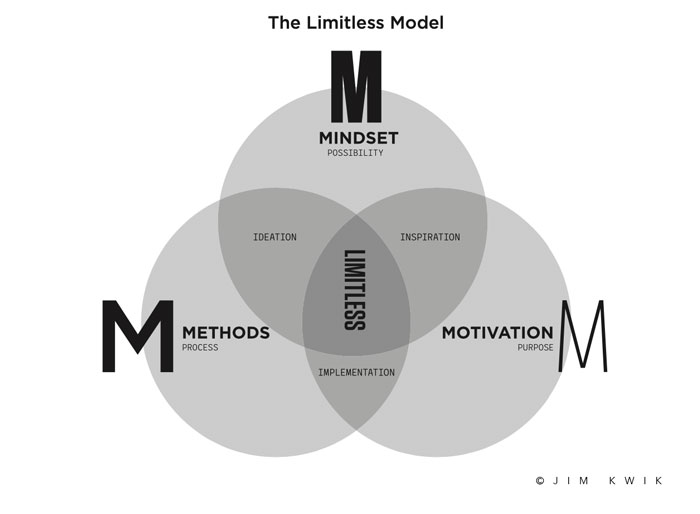 The Limitless Model
M
MINDSET
POSSIBILITY
IDEATION
INSPIRATION
LIMITLESS
M
METHODS
PROCESS
MOTIVATION
PURPOSE
M
IMPLEMENTATION
© JIM KWIK